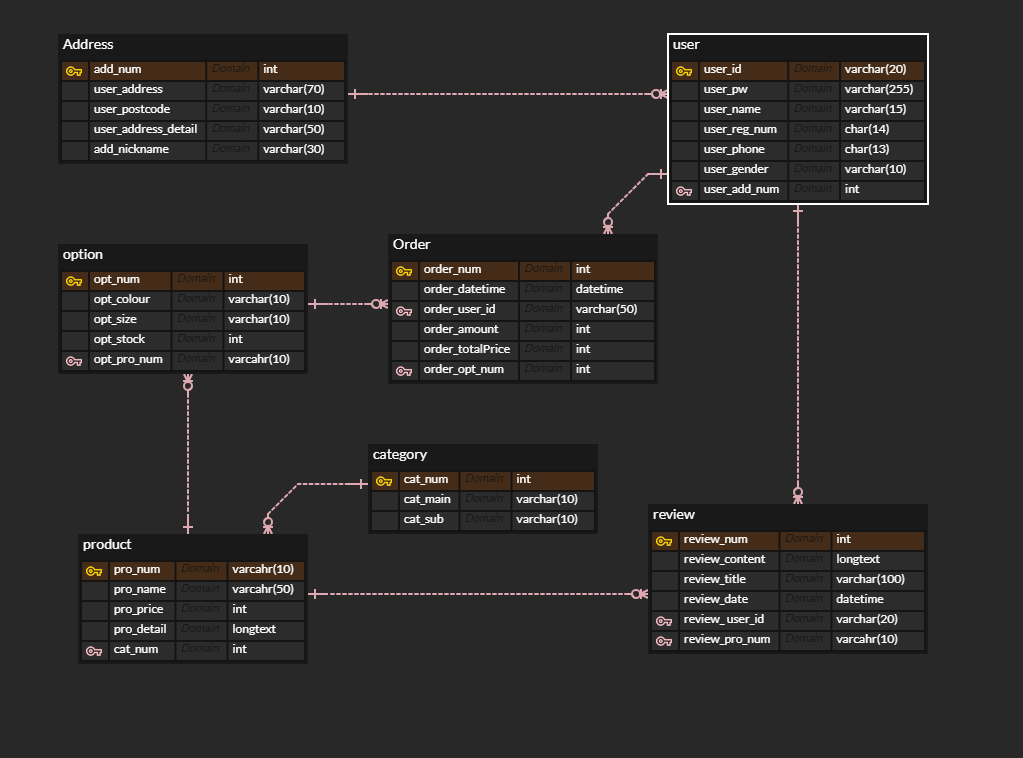 Address
add_num Domain int
user_address Domain varchar(70)
user_postcode Domain varchar(10)
user_address_detail Domain varchar(50)
add_nickname Domain varchar(30)
user
user_id Domain varchar(20)
user_pw Domain varchar(255)
user_name Domain varchar(15)
user_reg_num Domain char(14)
user_phone Domain char(13)
user_gender Domain varchar(10)
user_add_num Domain int
option
opt_num Domain int
opt_colour Domain varchar(10)
opt_size Domain varchar(10)
opt_stock Domain int
opt_pro_num Domain varcahr(10)
Order
order_num Domain int
order_datetime Domain datetime
order_user_id Domain varchar(50)
order_amount Domain int
order_totalPrice Domain int
order_opt_num Domain int
category
cat_num Domain int
cat_main Domain varchar(10)
cat_sub Domain varchar(10)
product
pro_num Domain varcahr(10)
pro_name Domain varcahr(50)
pro_price Domain int
pro_detail Domain longtext
cat_num Domain int
review
review_num Domain int
review_content Domain longtext
review_title Domain varchar(100)
review_date Domain datetime
review_user_id Domain varchar(20)
review_pro_num Domain varcahr(10)